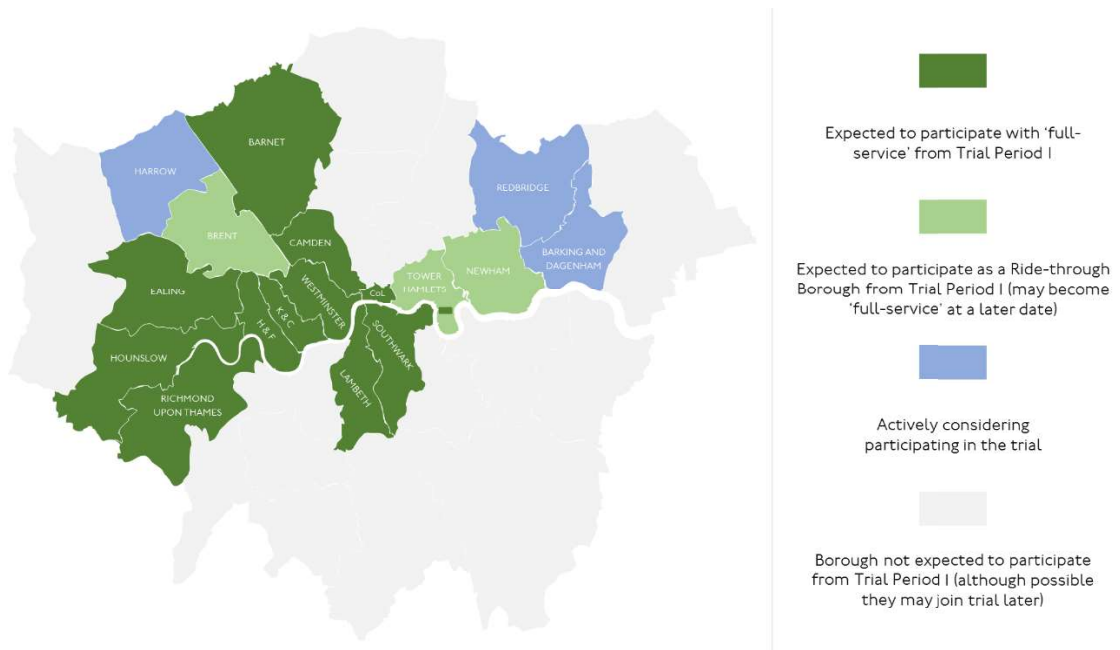 BARNET
HARROW
REDBRIDGE
BRENT
BARKING AND
DAGENHAM
CAMDEN
NEWHAM
TOWER
HAMLETS
EALING
WESTMINSTER
CoL
K & C
H & F
SOUTHWARK
HOUNSLOW
LAMBETH
RICHMOND
UPON THAMES
Expected to participate with ‘full-
service’ from Trial Period I
Expected to participate as a Ride-through
Borough from Trial Period I (may become
‘full-service’ at a later date)
Actively considering
participating in the trial
Borough not expected to participate
from Trial Period I (although possible
they may join trial later)